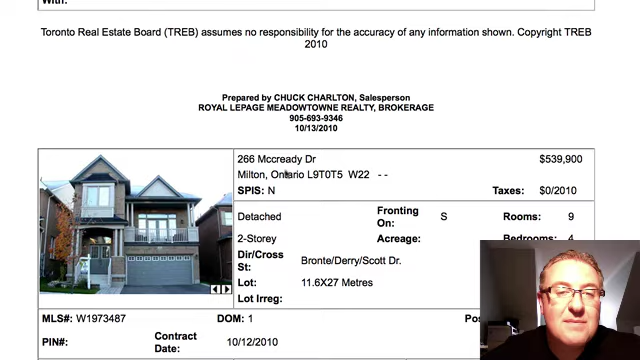 With:
Toronto Real Estate Board (TREB) assumes no responsibility for the accuracy of any information shown. Copyright TREB
2010
Prepared by CHUCK CHARLTON, Salesperson
ROYAL LEPAGE MEADOWTOWNE REALTY, BROKERAGE
905-693-9346
10/13/2010
266 Mccready Dr $539,900
Milton, Ontario L9T0T5 W22 - -
SPIS: N Taxes: $0/2010
Detached Fronting On: S Rooms: 9
2-Storey Acreage: Bedrooms: 4
Dir/Cross St: Bronte/Derry/Scott Dr.
Lot: 11.6X27 Metres
Lot Irreg:
MLS#: W1973487 DOM: 1
PIN#: Contract Date: 10/12/2010